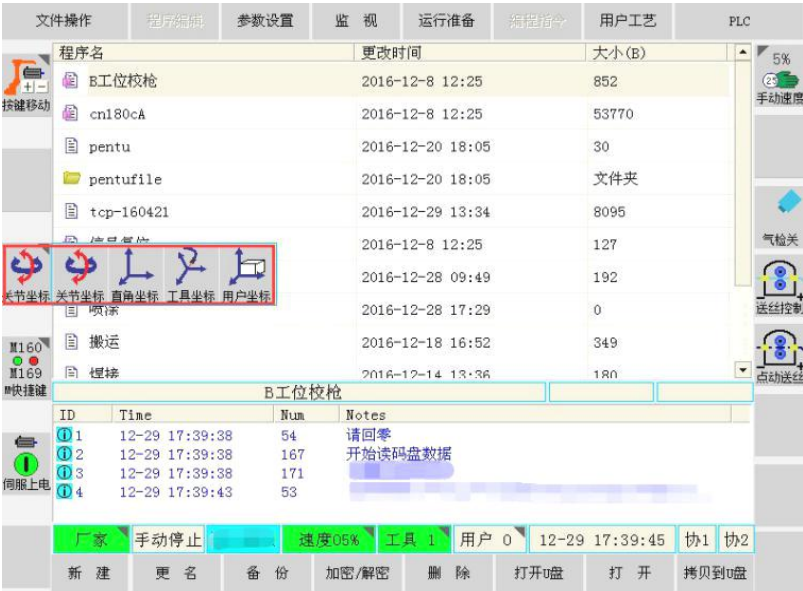 文件操作 程序编辑 参数设置 监 视 运行准备 编程指令 用户工艺 PLC
程序名 更改时间 大小(B)
B工位校枪 2016-12-8 12:25 852
cn180cA 2016-12-8 12:25 53770
pentu 2016-12-20 18:05 30
pentufile 2016-12-20 18:05 文件夹
tcp-160421 2016-12-29 13:34 8095
信号复位 2016-12-8 12:25 127
2016-12-28 09:49 192
喷涂 2016-12-28 17:29 0
搬运 2016-12-18 16:52 349
焊接 2016-12-14 13:36 180
按键移动
关节坐标 关节坐标 直角坐标 工具坐标 用户坐标
M160
M169
M快捷键
伺服上电
5%
手动速度
气检关
送丝控制
点动送丝
B工位校枪
ID Time Num Notes
1 12-29 17:39:38 54 请回零
2 12-29 17:39:38 167 开始读码盘数据
3 12-29 17:39:38 171
4 12-29 17:39:43 53
厂家 手动停止 速度05% 工具 1 用户 0 12-29 17:39:45 协1 协2
新 建 更 名 备 份 加密/解密 删 除 打开U盘 打 开 拷贝到U盘